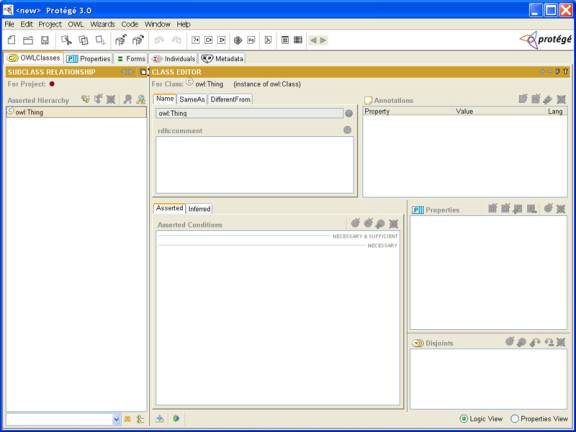 <new> Protégé 3.0
File Edit Project OWL Wizards Code Window Help
protégé
OWLClasses Properties Forms Individuals Metadata
SUBCLASS RELATIONSHIP
For Project:
Asserted Hierarchy
owl:Thing
CLASS EDITOR
For Class: owl:Thing (instance of owl:Class)
Name SameAs DifferentFrom
owl:Thing
rdfs:comment
Annotations
Property Value Lang
Asserted Inferred
Asserted Conditions
NECESSARY & SUFFICIENT
NECESSARY
Properties
Disjoints
Logic View Properties View